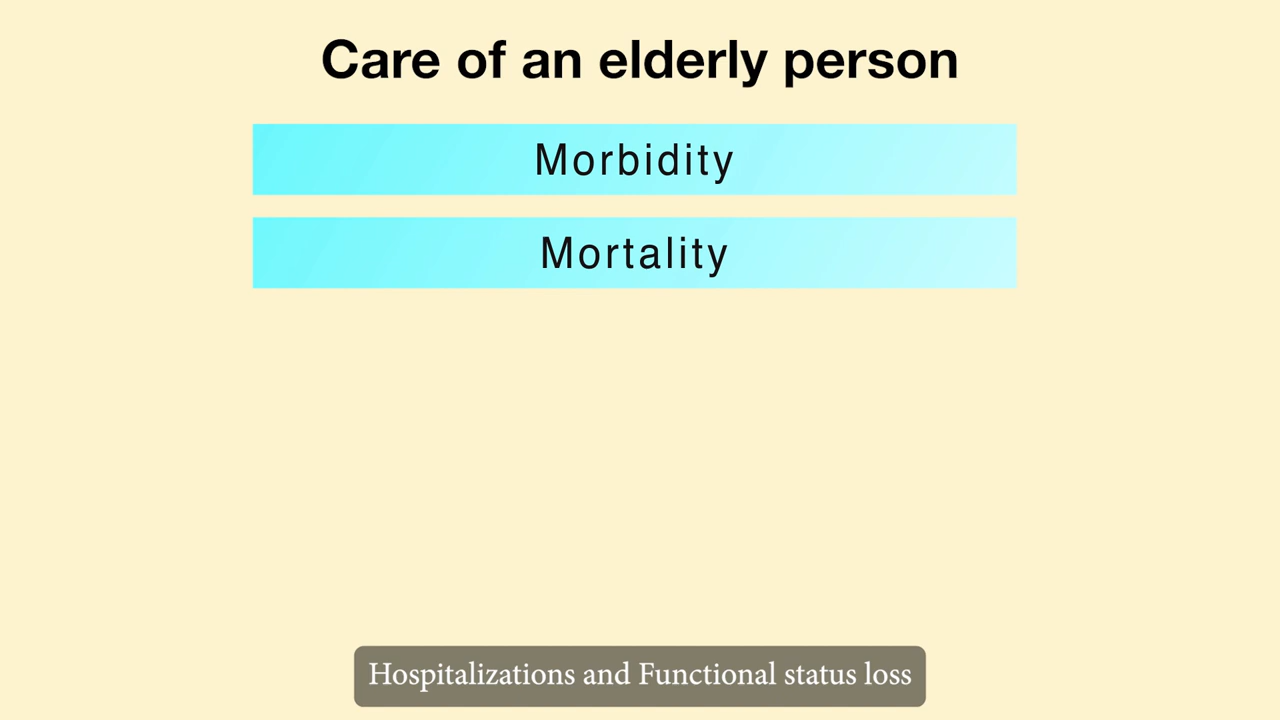 Care of an elderly person
Morbidity
Mortality
Hospitalizations and Functional status loss